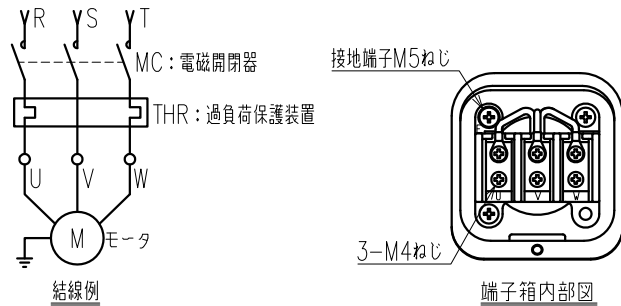 R S T
MC：電磁開閉器
THR：過負荷保護装置
U V W
M モータ
結線例
接地端子M5ねじ
U V W
3-M4ねじ
端子箱内部図